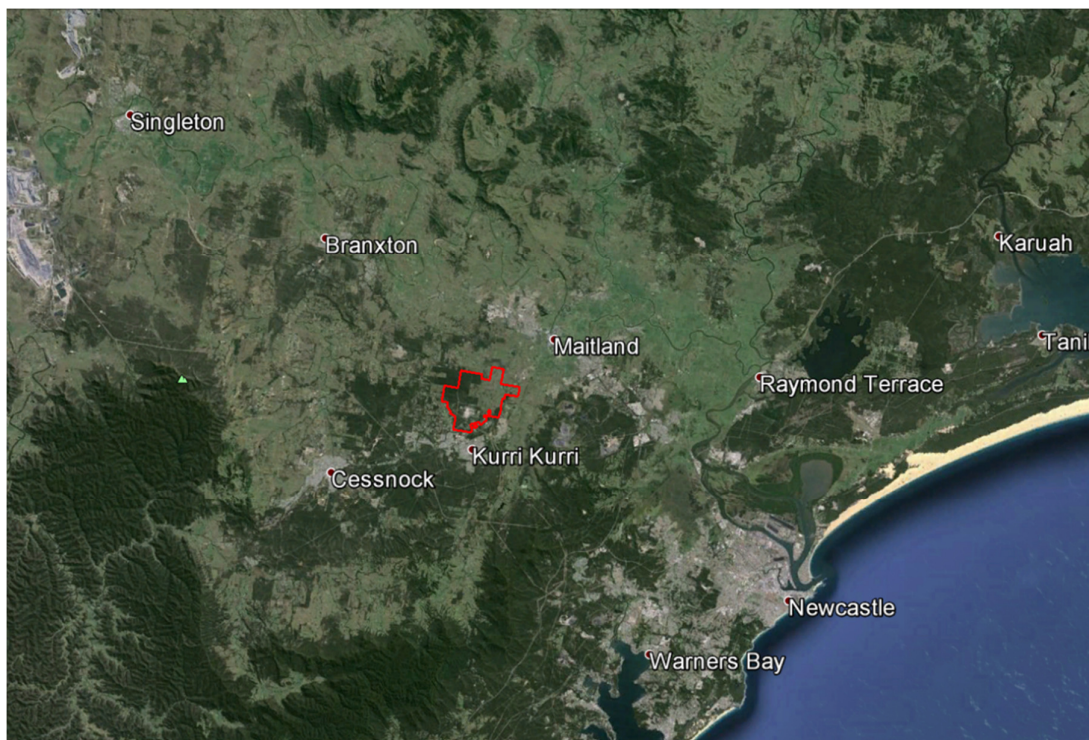 Singleton
Branxton
Karuah
Maitland
Tani
Raymond Terrace
Kurri Kurri
Cessnock
Newcastle
Warners Bay